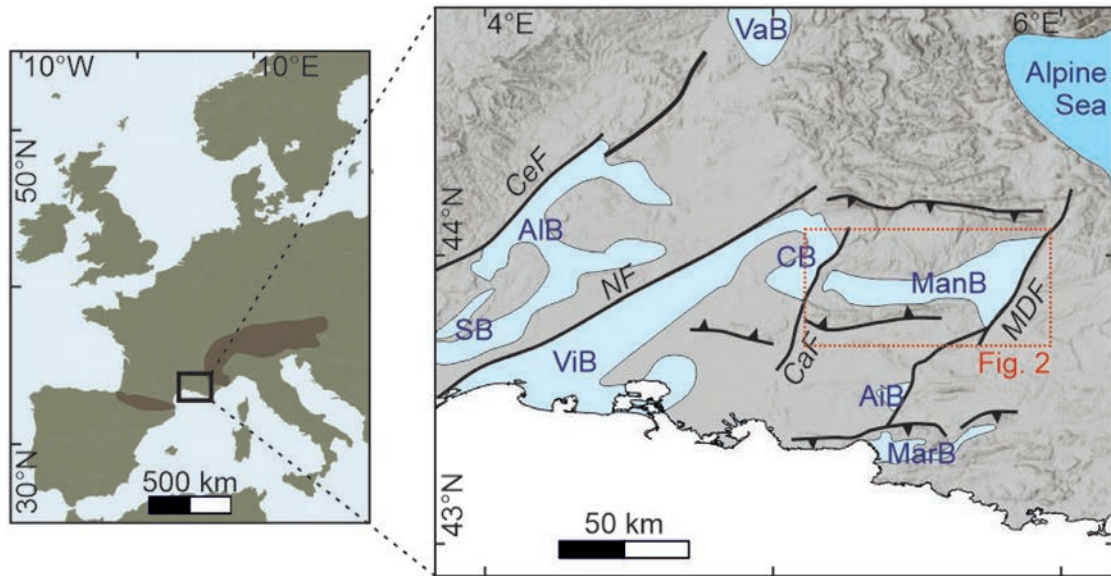 10°W
10°E
50°N
30°N
500 km
4°E
6°E
44°N
43°N
VaB
Alpine
Sea
CeF
AlB
NF
CB
ManB
MDF
SB
ViB
CaF
Fig. 2
AiB
MarB
50 km